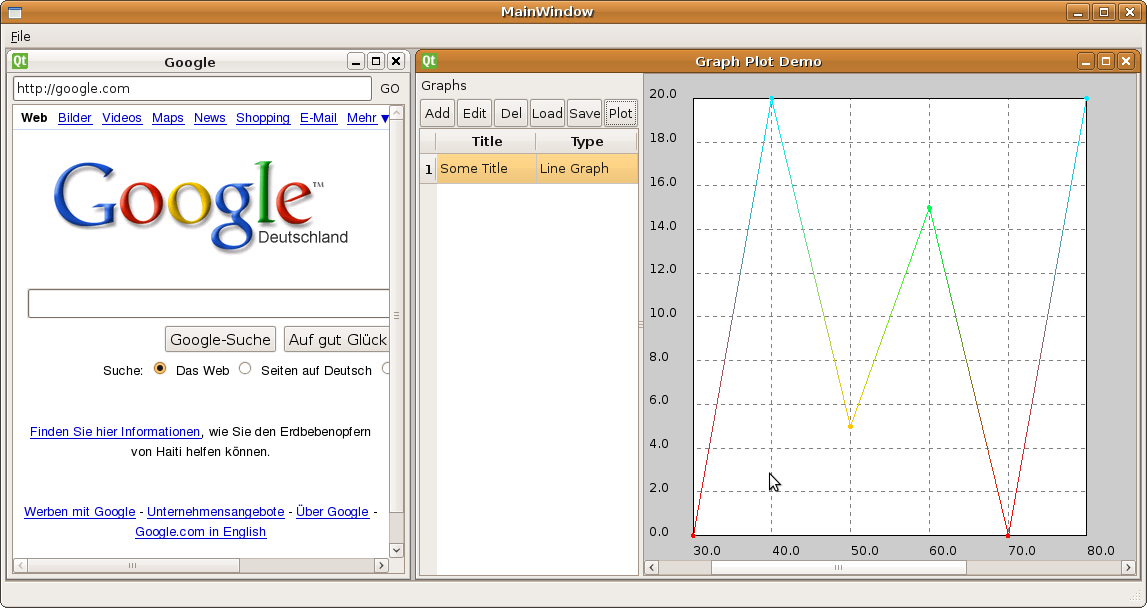 MainWindow
File
Qt Google
http://google.com GO
Web Bilder Videos Maps News Shopping E-Mail Mehr ▼
Google™
Deutschland
Google-Suche Auf gut Glück
Suche: Das Web Seiten auf Deutsch
Finden Sie hier Informationen, wie Sie den Erdbebenopfern
von Haiti helfen können.
Werben mit Google - Unternehmensangebote - Über Google -
Google.com in English
Qt Graph Plot Demo
Graphs
Add Edit Del Load Save Plot
Title Type
1 Some Title Line Graph
20.0
18.0
16.0
14.0
12.0
10.0
8.0
6.0
4.0
2.0
0.0
30.0 40.0 50.0 60.0 70.0 80.0